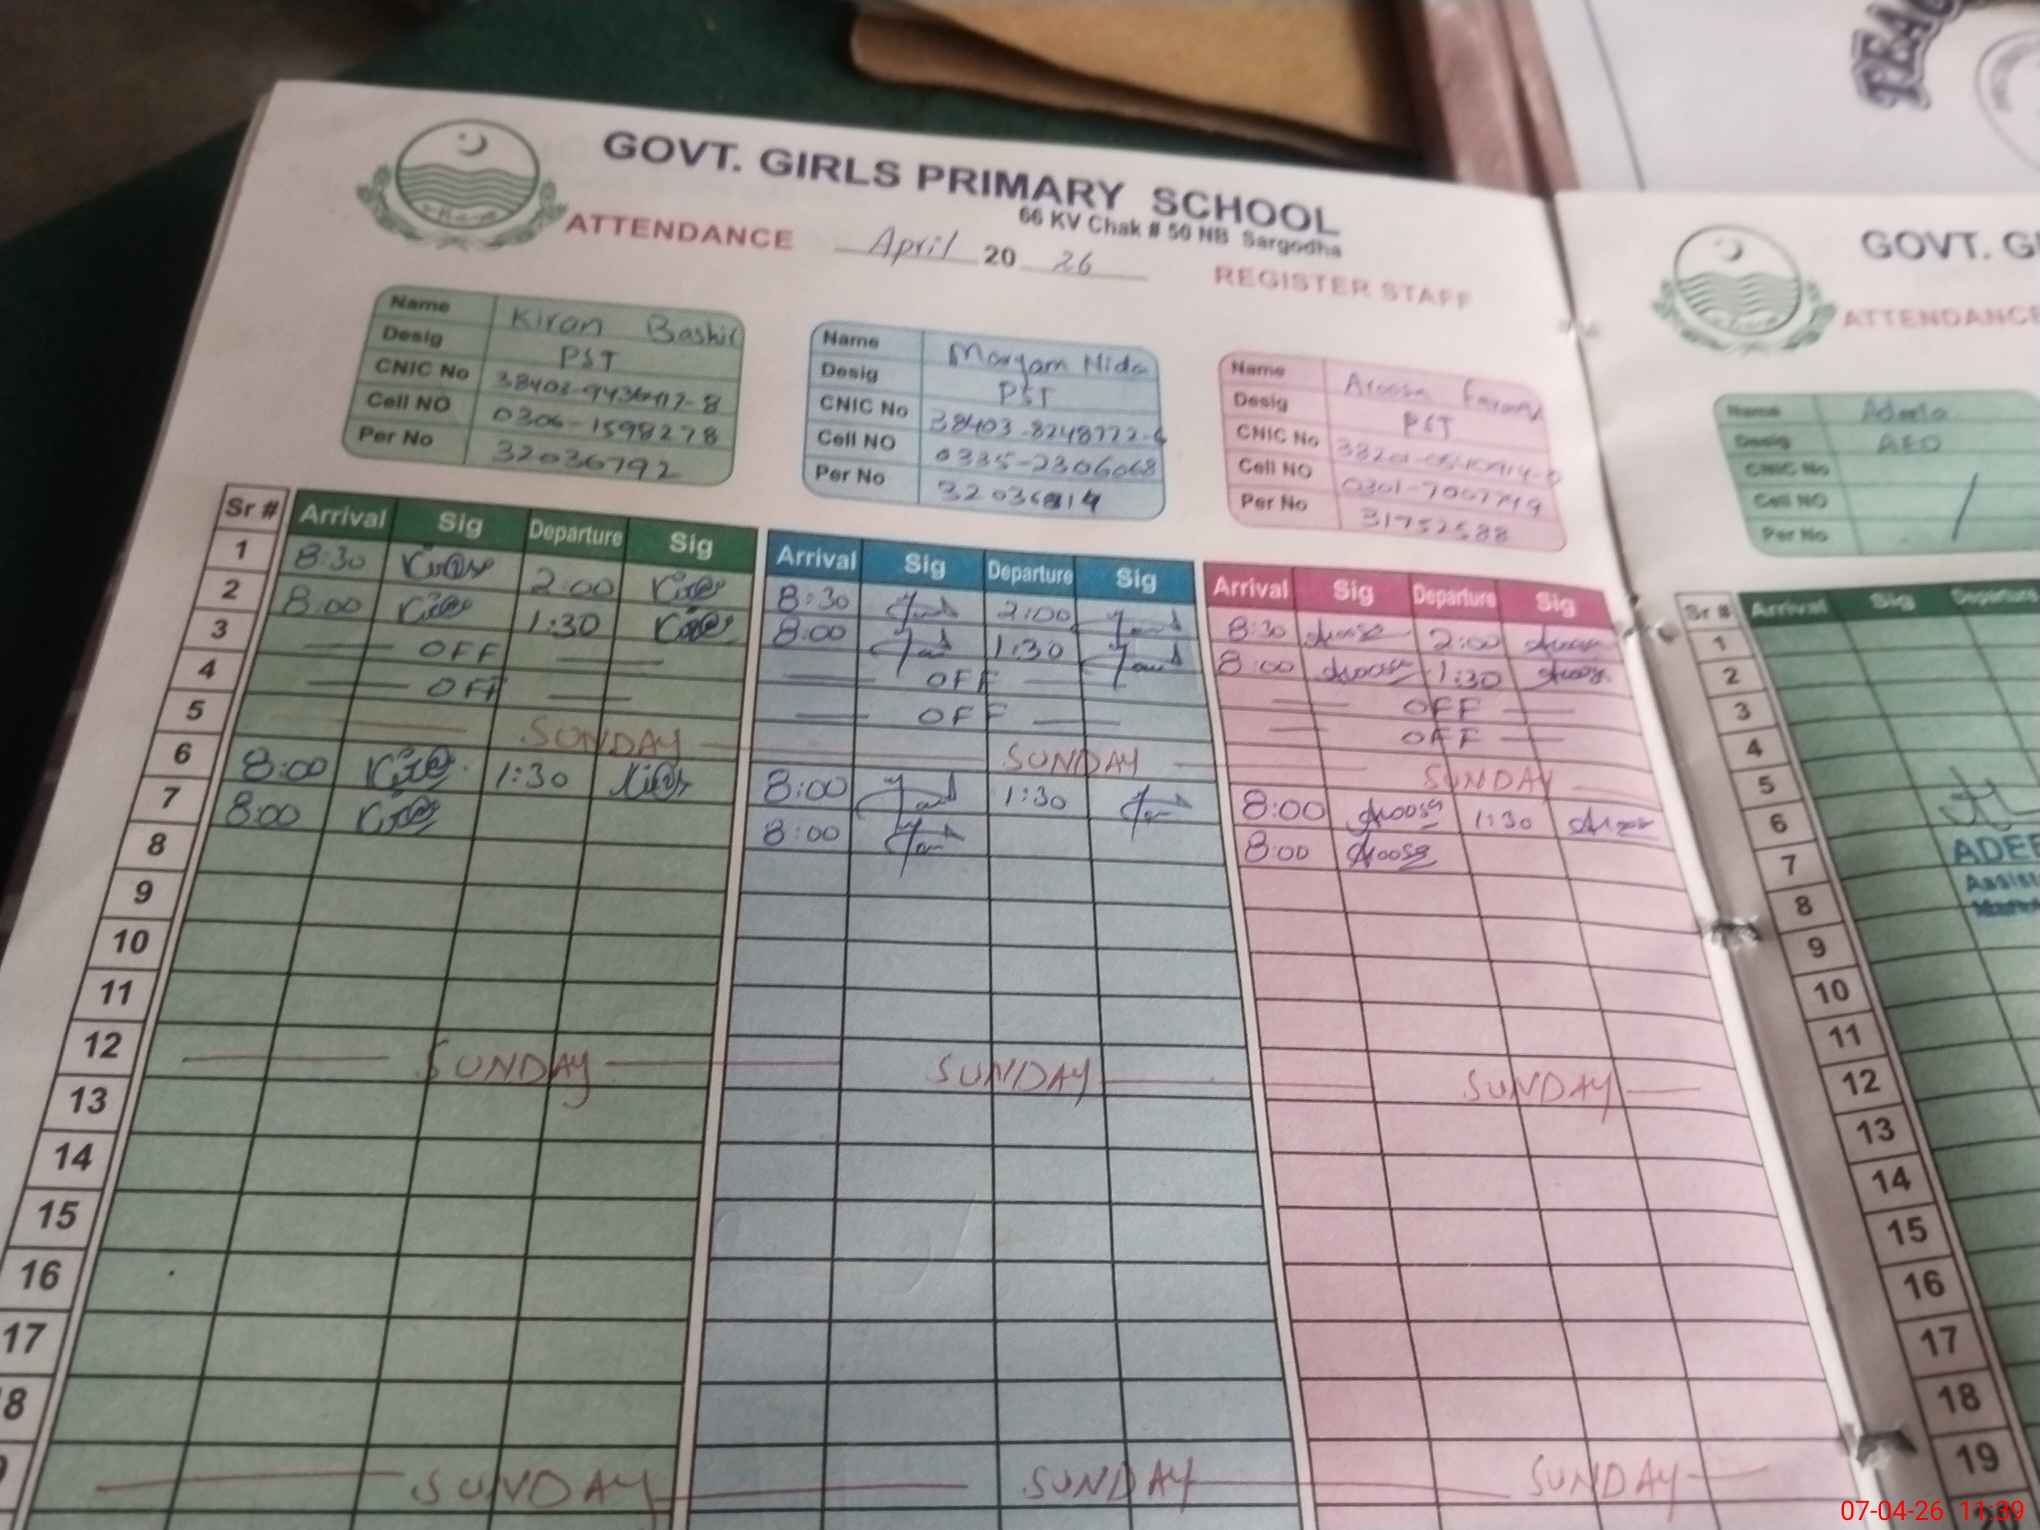 TEAC
GOVT. GIRLS PRIMARY SCHOOL
66 KV Chak # 50 NB Sargodha
ATTENDANCE April 20 26 REGISTER STAFF
Name Kiran Bashir
Desig PST
CNIC No
Cell NO 0306-1598278
Per No 32036792
Name Maryam Nida
Desig PST
CNIC No 38403-8248722-6
Cell NO 0335-2306068
Per No
Name Aroosa
Desig PST
CNIC No
Cell NO
Per No 31752588
Sr # Arrival Sig Departure Sig Arrival Sig Departure Sig Arrival Sig Departure Sig
1 8:30 2:00 8:30 2:00 8:30 2:00
2 8:00 1:30 8:00 1:30 8:00 1:30
3 OFF OFF OFF
4 OFF OFF OFF
5 SUNDAY SUNDAY SUNDAY
6 8:00 1:30 8:00 1:30 8:00 1:30
7 8:00 8:00 8:00
8
9
10
11
12 SUNDAY SUNDAY SUNDAY
13
14
15
16
17
8
SUNDAY SUNDAY SUNDAY
GOVT. GI
ATTENDANCE
Name Adeela
Desig AEO
CNIC No
Cell NO
Per No
Sr # Arrival Sig Departure
1
2
3
4
5
6
ADEE
7
Assist
8
9
10
11
12
13
14
15
16
17
18
19
07-04-26 11:39